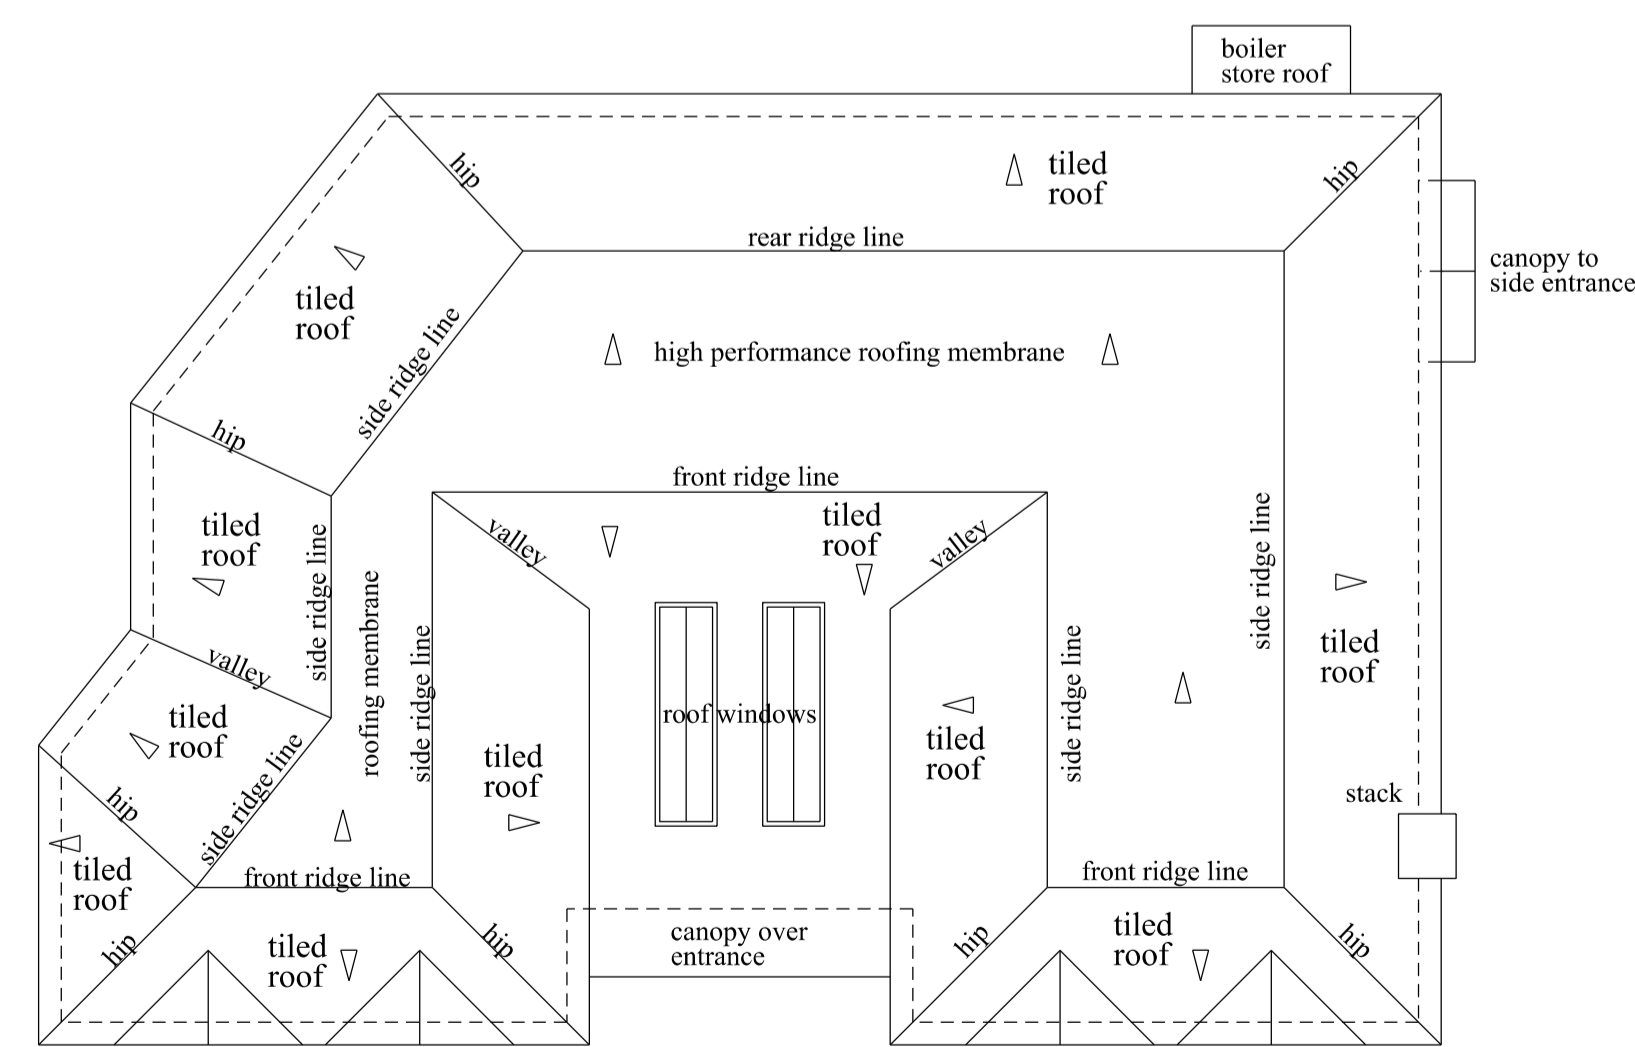 boiler
store roof
hip
tiled
roof
hip
rear ridge line
canopy to
side entrance
tiled
roof
side ridge line
high performance roofing membrane
hip
front ridge line
tiled
roof
side ridge line
roofing membrane
valley
tiled
roof
valley
side ridge line
valley
side ridge line
side ridge line
tiled
roof
tiled
roof
roof windows
tiled
roof
tiled
roof
hip
side ridge line
stack
tiled
roof
front ridge line
front ridge line
hip
tiled
roof
hip
canopy over
entrance
hip
tiled
roof
hip